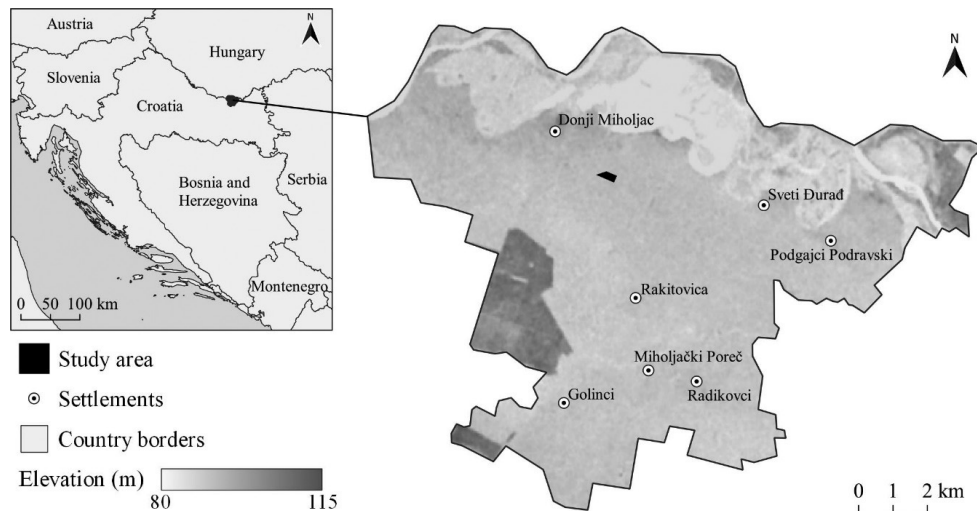 Austria
N
Hungary
Slovenia
Croatia
Bosnia and
Herzegovina
Serbia
Montenegro
0 50 100 km
Study area
Settlements
Country borders
Elevation (m)
80 115
N
Donji Miholjac
Sveti Đurađ
Podgajci Podravski
Rakitovica
Miholjački Poreč
Radikovci
Golinci
0 1 2 km